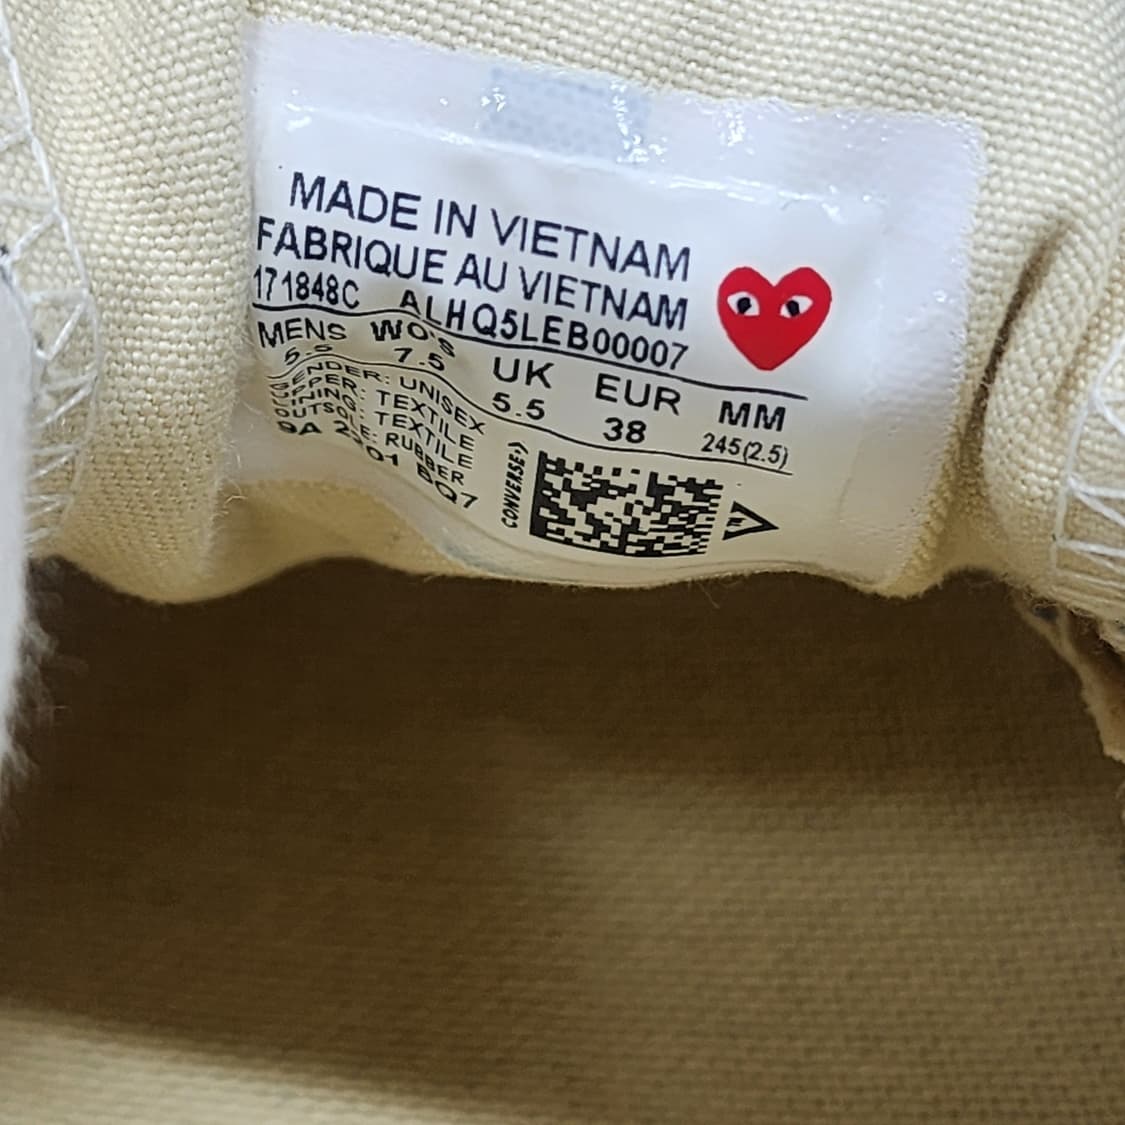 MADE IN VIETNAM
FABRIQUE AU VIETNAM
171848C ALHQ5LEB00007
MENS WO'S UK EUR MM
5.5 7.5 5.5 38 245(2.5)
GENDER: UNISEX
UPPER: TEXTILE
LINING: TEXTILE
OUTSOLE: RUBBER
BQ7
CONVERSE